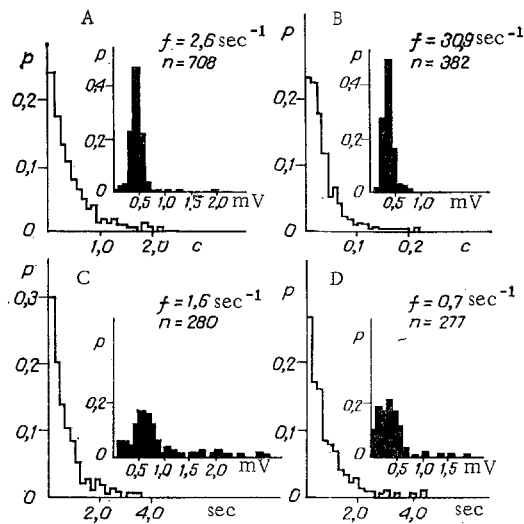 A
p
0,2
0,1
0
1,0 2,0 c
p
0,4
0,2
0
0,5 1,0 1,5 2,0 mV
f = 2,6 sec⁻¹
n = 708
B
p
0,2
0,1
0
0,1 0,2 c
p
0,4
0,2
0
0,5 1,0 mV
f = 30,9 sec⁻¹
n = 382
C
p
0,3
0,2
0,1
0
2,0 4,0 sec
p
0,2
0,5 1,0 1,5 2,0 mV
f = 1,6 sec⁻¹
n = 280
D
p
0,2
0,1
0
2,0 4,0 sec
p
0,2
0
0,5 1,0 1,5 mV
f = 0,7 sec⁻¹
n = 277